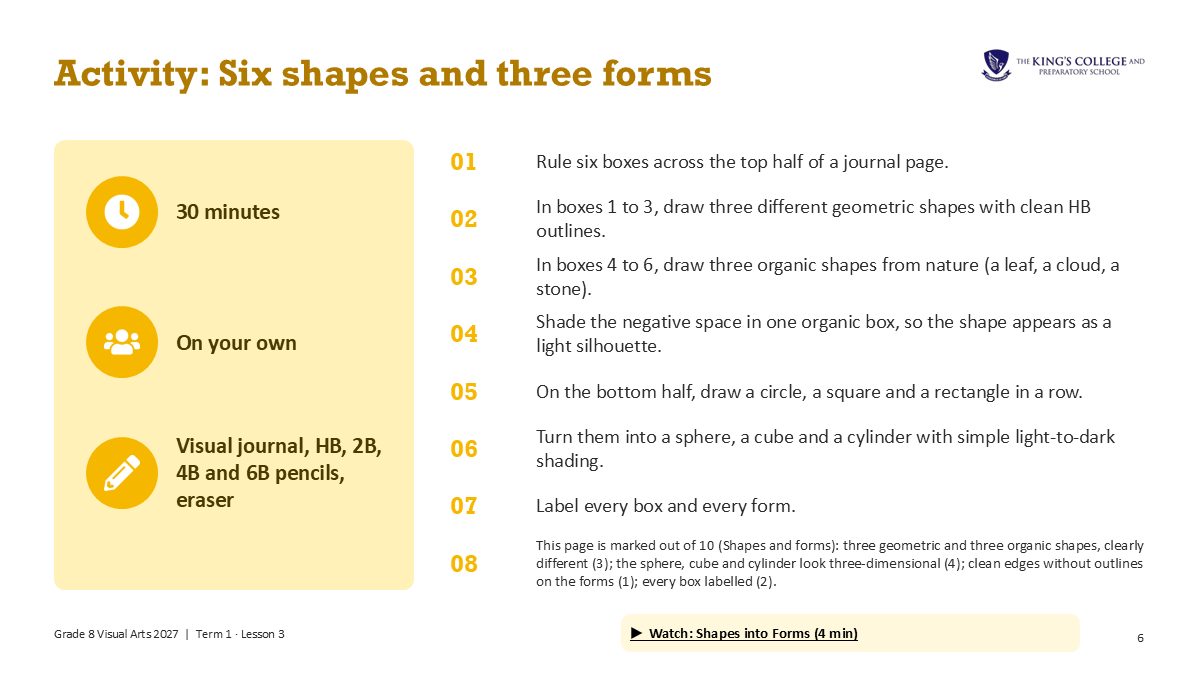 Activity: Six shapes and three forms
THE KING'S COLLEGE AND
PREPARATORY SCHOOL
30 minutes
On your own
Visual journal, HB, 2B,
4B and 6B pencils,
eraser
01
Rule six boxes across the top half of a journal page.
02
In boxes 1 to 3, draw three different geometric shapes with clean HB
outlines.
03
In boxes 4 to 6, draw three organic shapes from nature (a leaf, a cloud, a
stone).
04
Shade the negative space in one organic box, so the shape appears as a
light silhouette.
05
On the bottom half, draw a circle, a square and a rectangle in a row.
06
Turn them into a sphere, a cube and a cylinder with simple light-to-dark
shading.
07
Label every box and every form.
08
This page is marked out of 10 (Shapes and forms): three geometric and three organic shapes, clearly
different (3); the sphere, cube and cylinder look three-dimensional (4); clean edges without outlines
on the forms (1); every box labelled (2).
Grade 8 Visual Arts 2027 | Term 1 · Lesson 3
▶ Watch: Shapes into Forms (4 min)
6